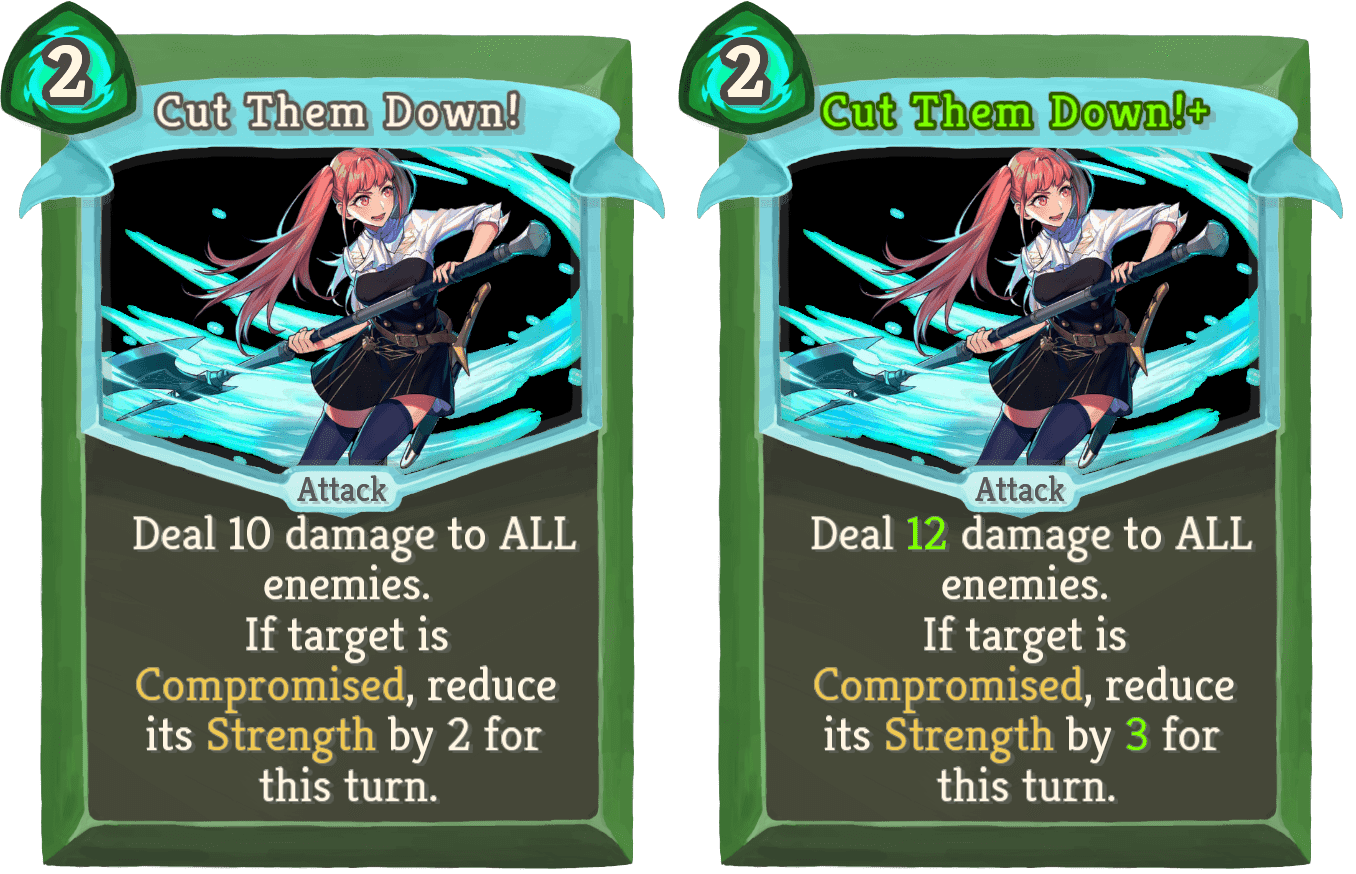 2
Cut Them Down!
Attack
Deal 10 damage to ALL
enemies.
If target is
Compromised, reduce
its Strength by 2 for
this turn.
2
Cut Them Down!+
Attack
Deal 12 damage to ALL
enemies.
If target is
Compromised, reduce
its Strength by 3 for
this turn.